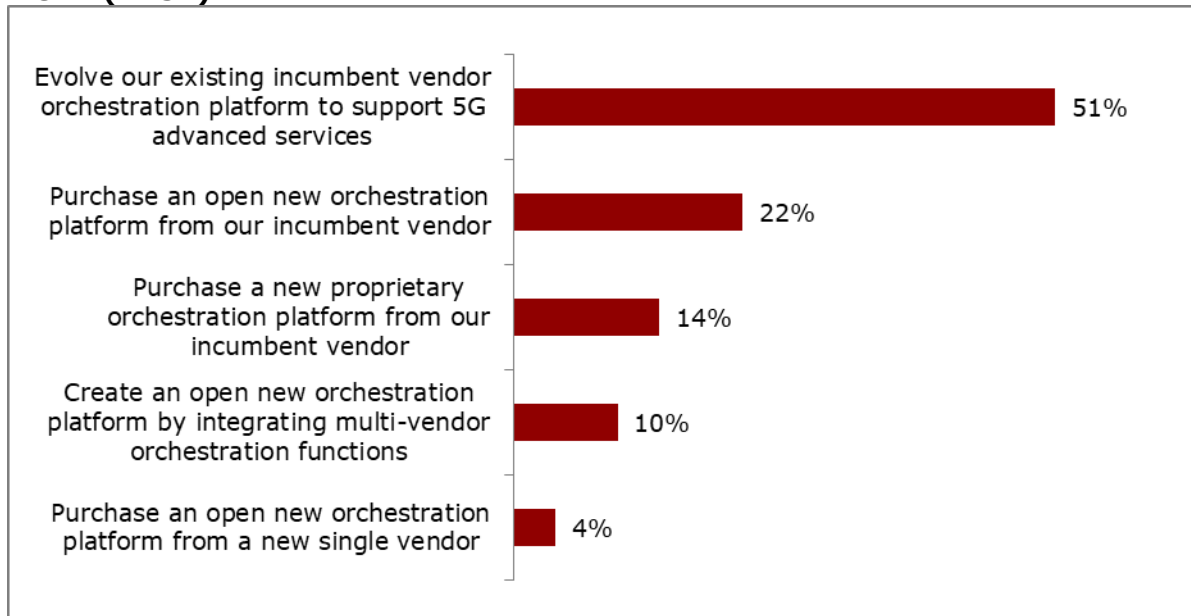 Evolve our existing incumbent vendor
orchestration platform to support 5G
advanced services
51%
Purchase an open new orchestration
platform from our incumbent vendor
22%
Purchase a new proprietary
orchestration platform from our
incumbent vendor
14%
Create an open new orchestration
platform by integrating multi-vendor
orchestration functions
10%
Purchase an open new orchestration
platform from a new single vendor
4%